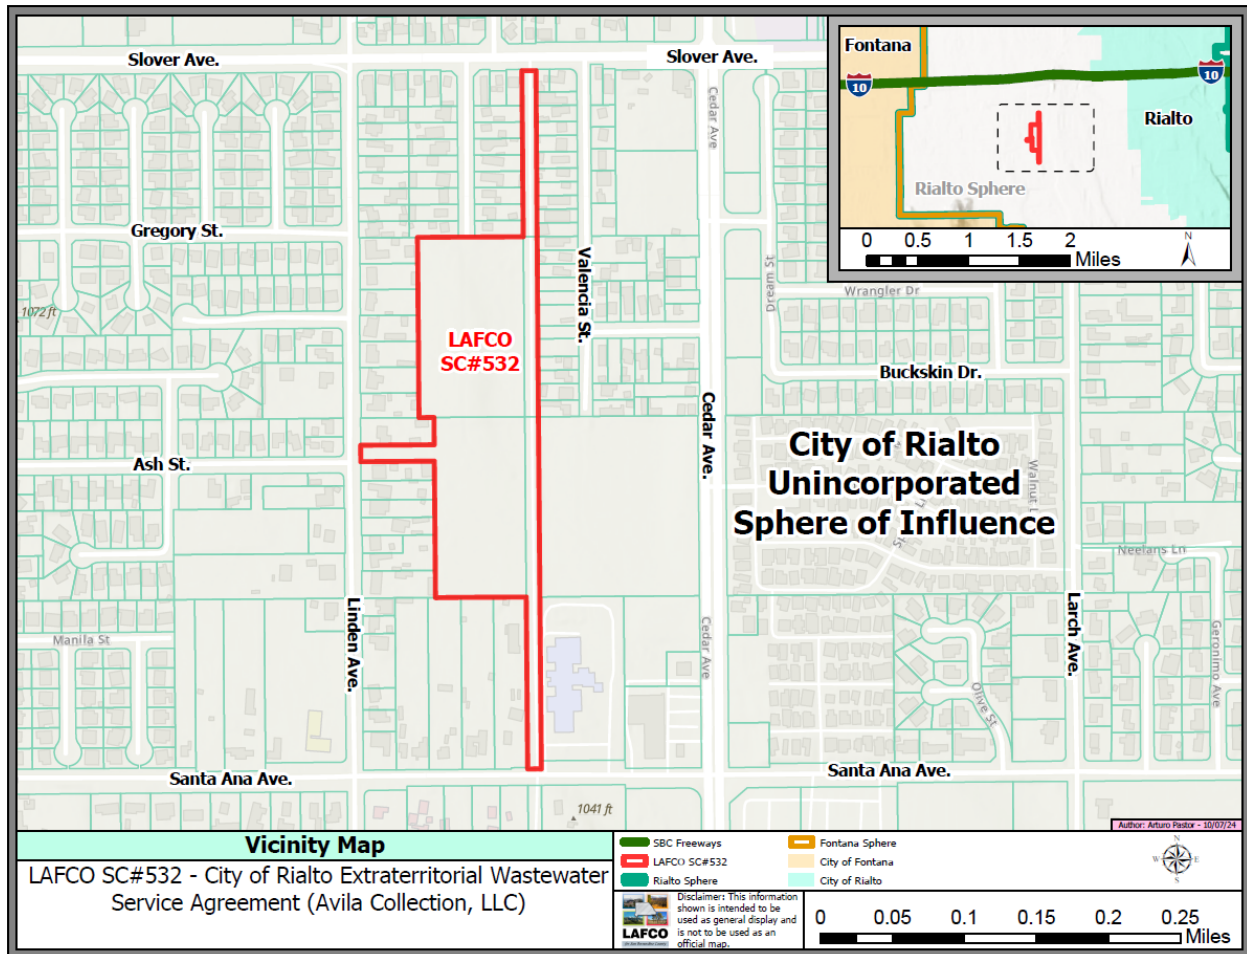 Slover Ave.
Slover Ave.
Fontana
10
10
Rialto
Rialto Sphere
0 0.5 1 1.5 2
Miles
N
Cedar Ave
Gregory St.
Valencia St.
Dream St
Wrangler Dr
1072 ft
LAFCO
SC#532
Buckskin Dr.
Cedar Ave.
City of Rialto
Unincorporated
Sphere of Influence
Ash St.
Walnut L
Li
St
Neelans Ln
Linden Ave.
Larch Ave.
Manila St
Cedar Ave
Geronimo Ave
Olive St
Santa Ana Ave.
Santa Ana Ave.
1041 ft
Author: Arturo Pastor - 10/07/24
Vicinity Map
LAFCO SC#532 - City of Rialto Extraterritorial Wastewater
Service Agreement (Avila Collection, LLC)
SBC Freeways
LAFCO SC#532
Rialto Sphere
Fontana Sphere
City of Fontana
City of Rialto
N
W E
S
LAFCO
Disclaimer: This information
shown is intended to be
used as general display and
is not to be used as an
official map.
0 0.05 0.1 0.15 0.2 0.25
Miles